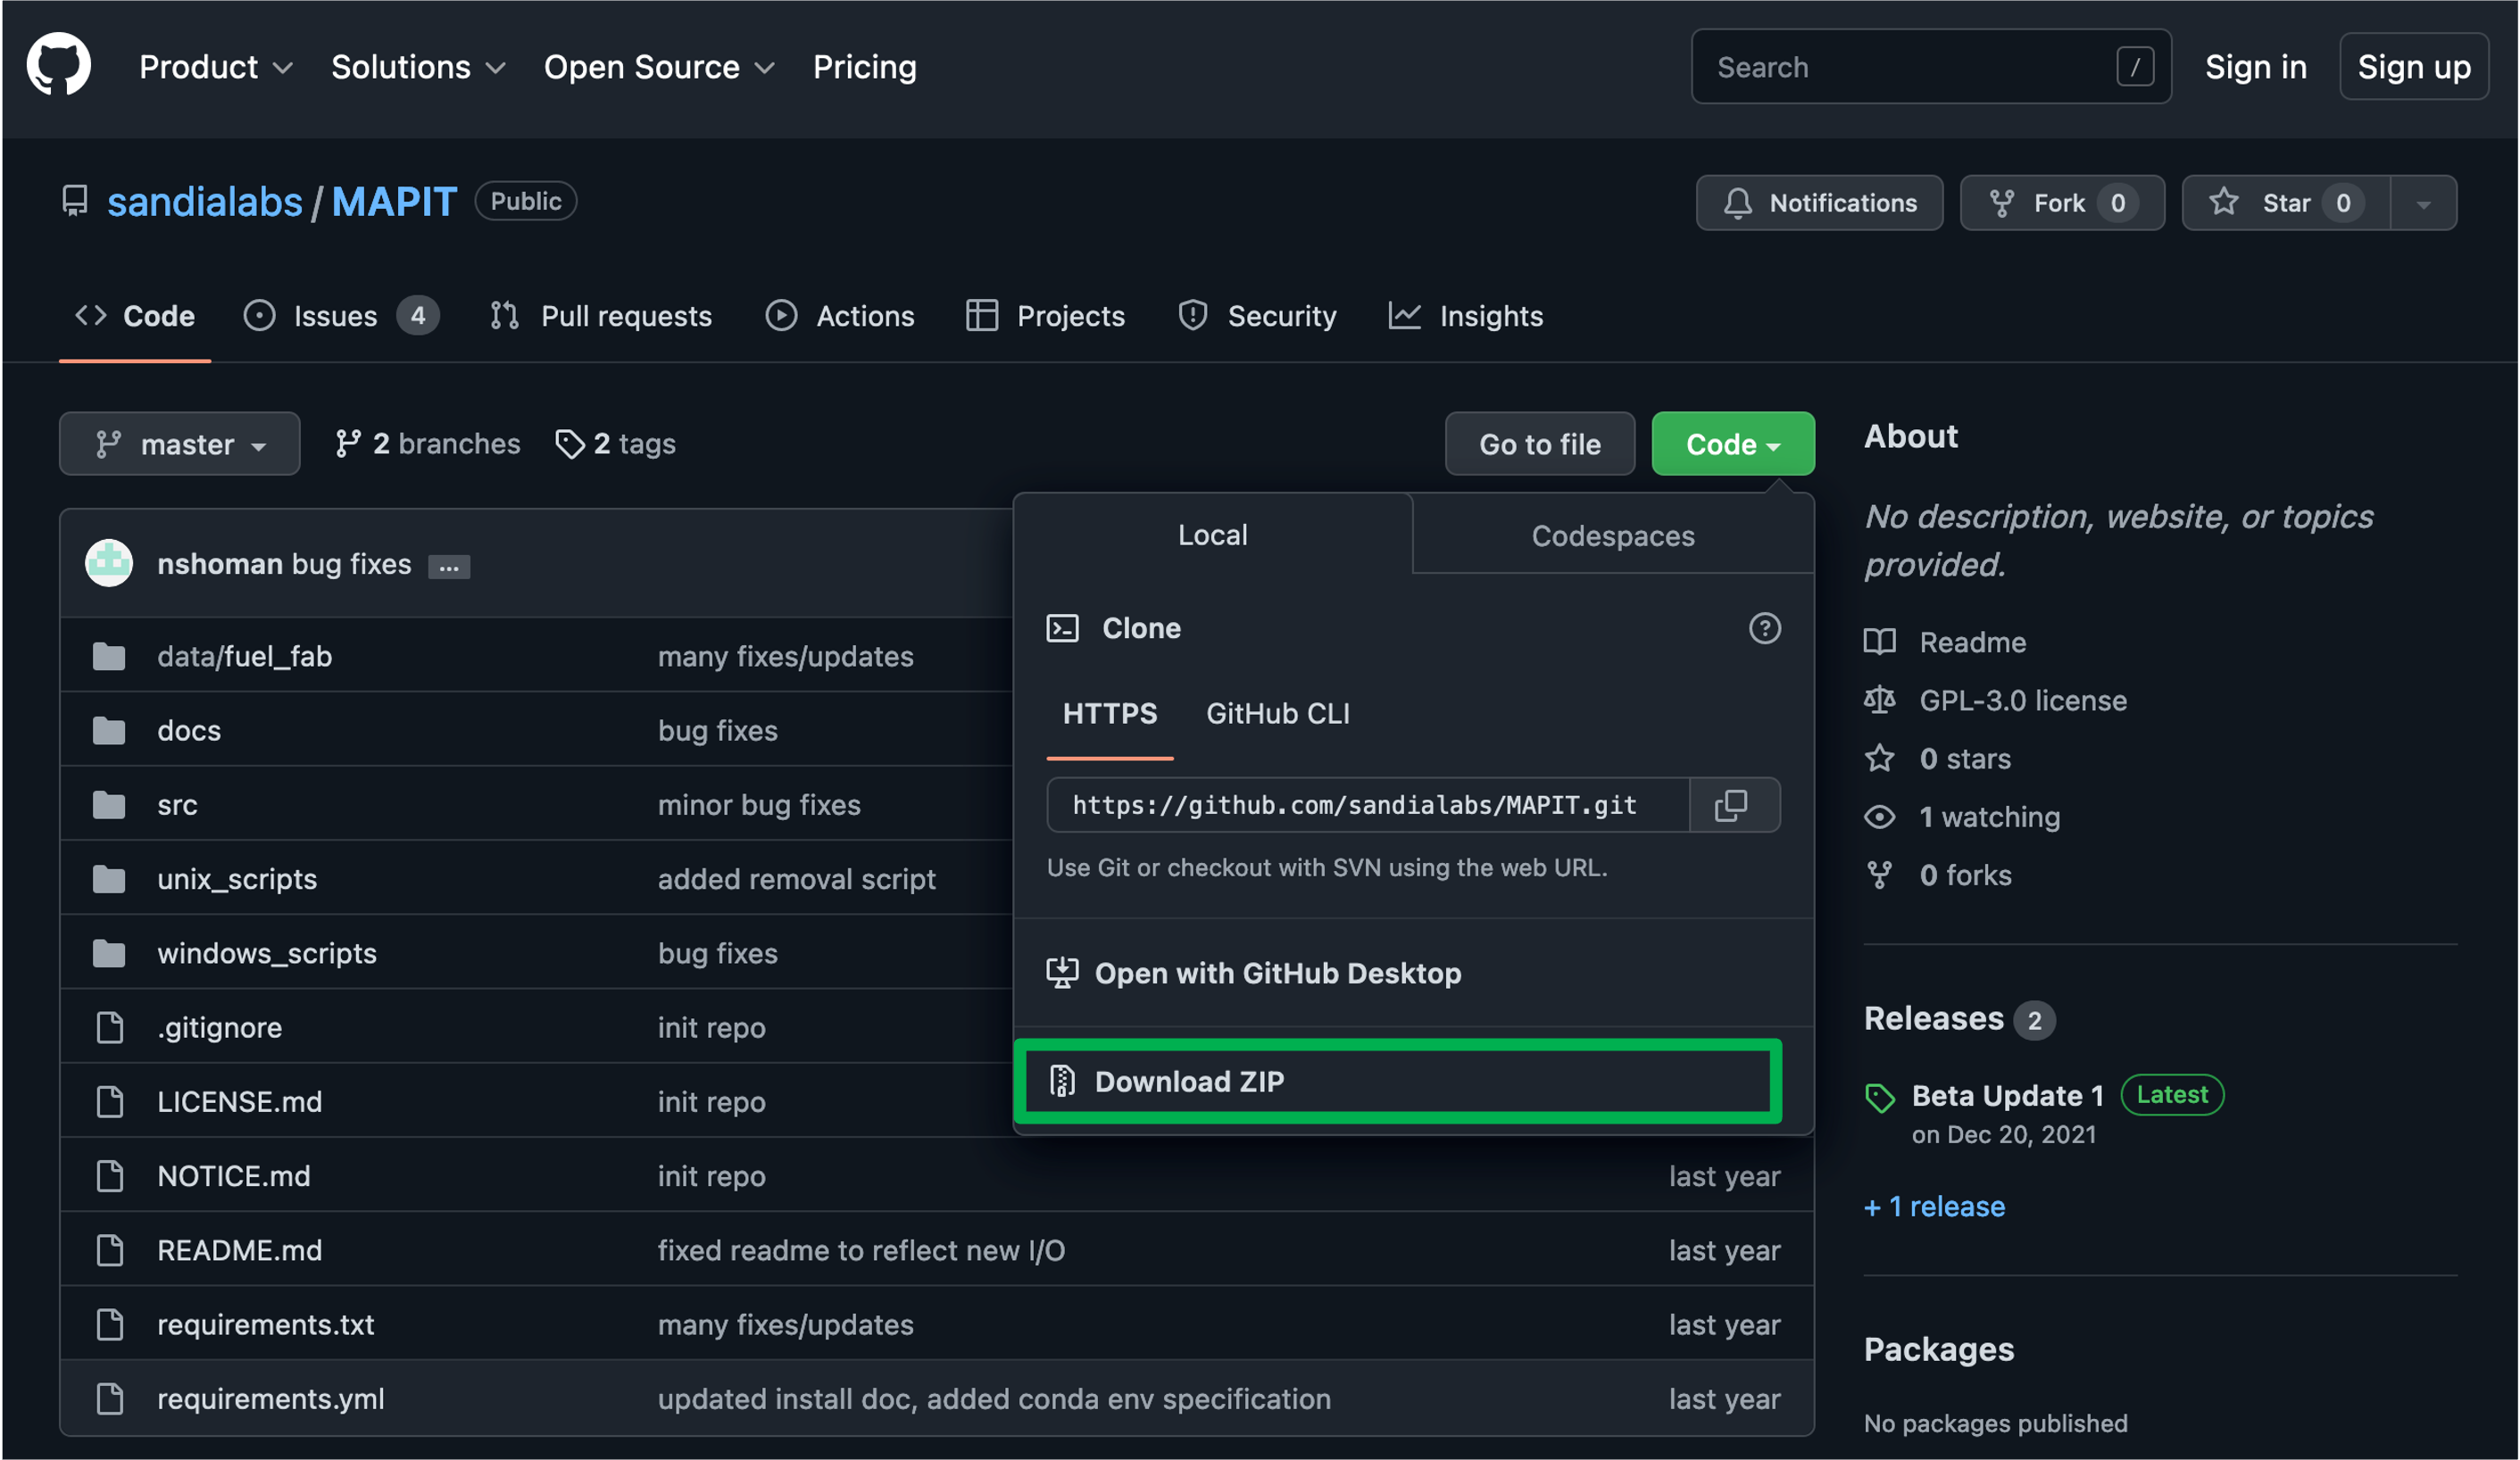 Product Solutions Open Source Pricing Search / Sign in Sign up
sandialabs / MAPIT Public Notifications Fork 0 Star 0
Code Issues 4 Pull requests Actions Projects Security Insights
master 2 branches 2 tags Go to file Code
nshoman bug fixes ...
data/fuel_fab many fixes/updates
docs bug fixes
src minor bug fixes
unix_scripts added removal script
windows_scripts bug fixes
.gitignore init repo
LICENSE.md init repo
NOTICE.md init repo last year
README.md fixed readme to reflect new I/O last year
requirements.txt many fixes/updates last year
requirements.yml updated install doc, added conda env specification last year
Local Codespaces
Clone ?
HTTPS GitHub CLI
https://github.com/sandialabs/MAPIT.git
Use Git or checkout with SVN using the web URL.
Open with GitHub Desktop
Download ZIP
About
No description, website, or topics
provided.
Readme
GPL-3.0 license
0 stars
1 watching
0 forks
Releases 2
Beta Update 1 Latest
on Dec 20, 2021
+ 1 release
Packages
No packages published